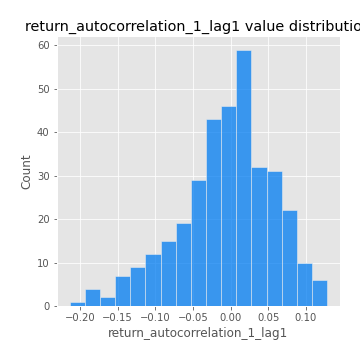 return_autocorrelation_1_lag1 value distributio
60
50
40
30
20
10
0
Count
−0.20 −0.15 −0.10 −0.05 0.00 0.05 0.10
return_autocorrelation_1_lag1